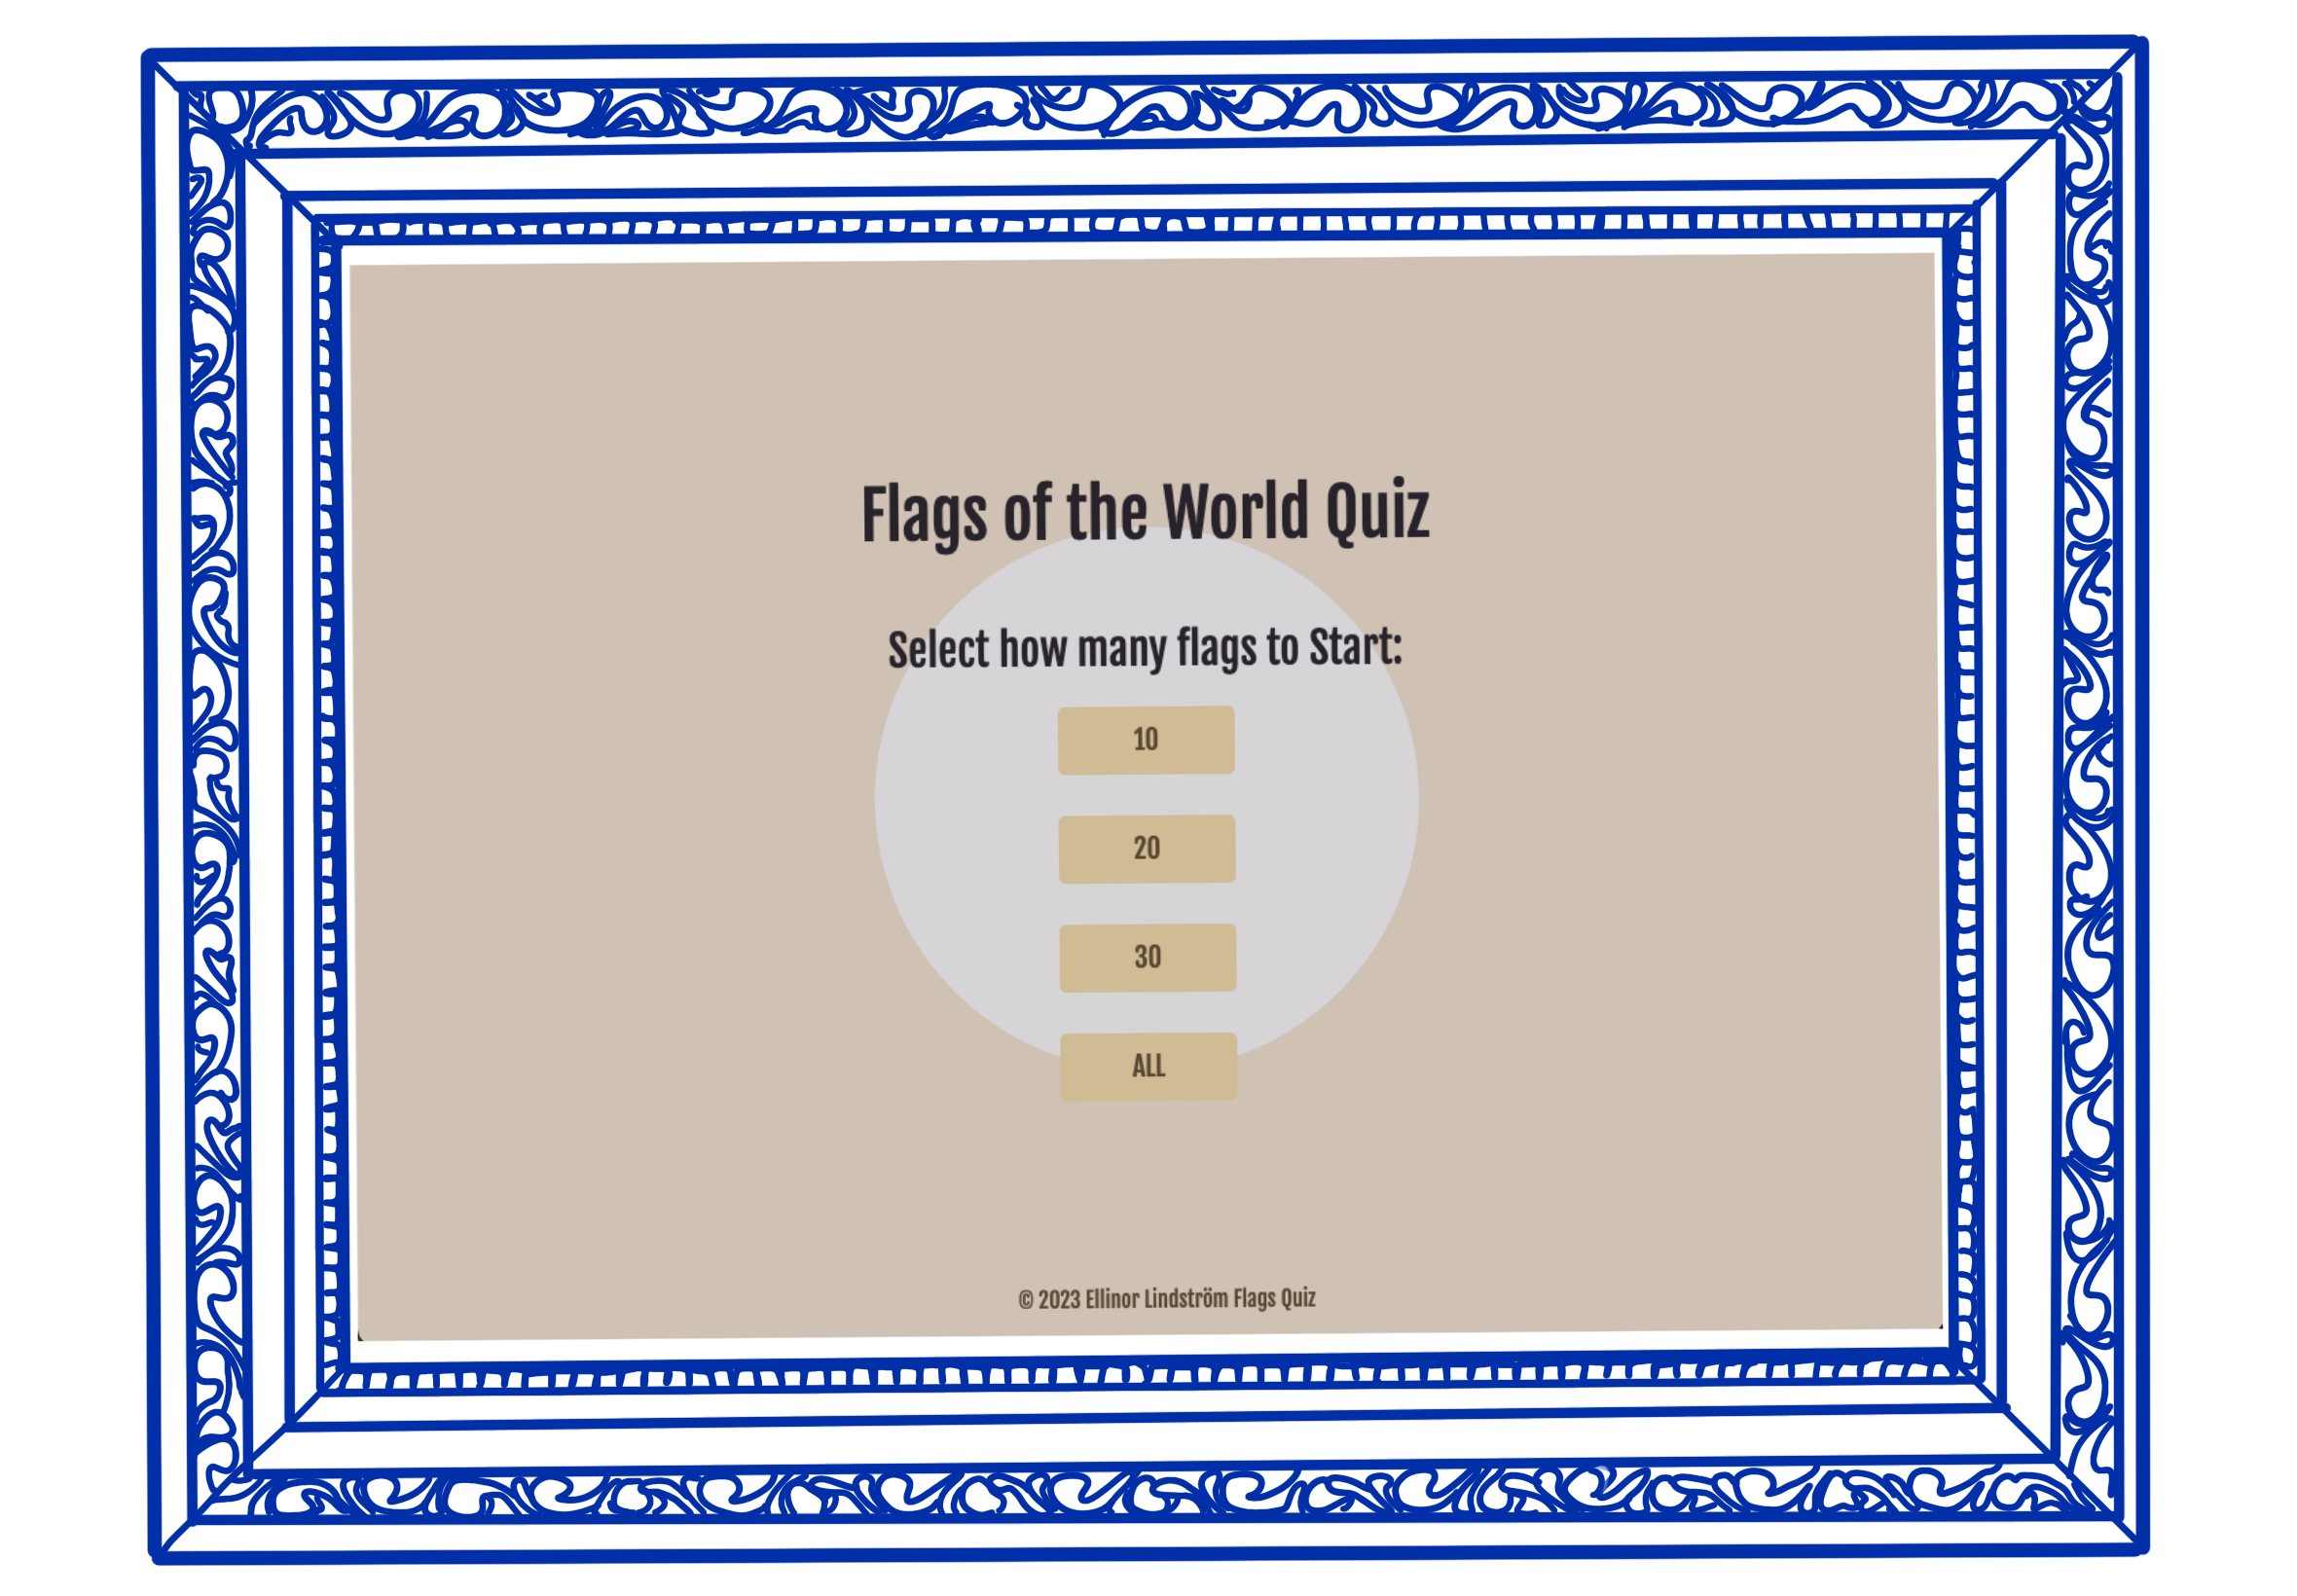 Flags of the World Quiz
Select how many flags to Start:
10
20
30
ALL
© 2023 Ellinor Lindström Flags Quiz